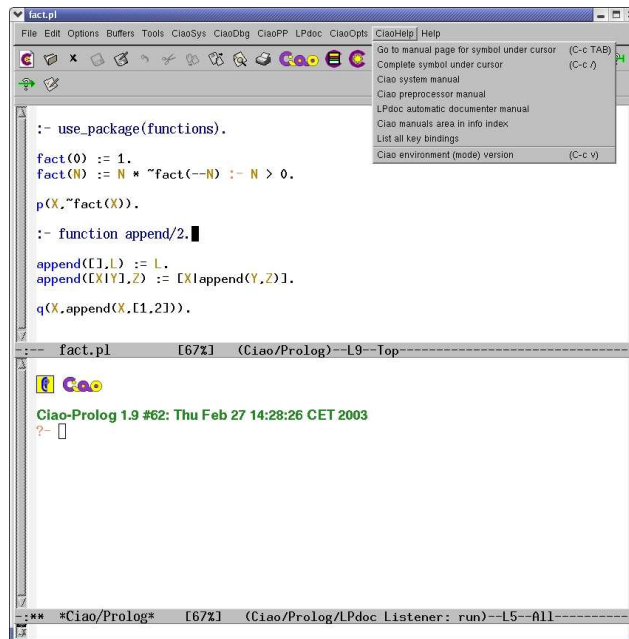 fact.pl
File Edit Options Buffers Tools CiaoSys CiaoDbg CiaoPP LPdoc CiaoOpts CiaoHelp Help
Go to manual page for symbol under cursor (C-c TAB)
Complete symbol under cursor (C-c /)
Ciao system manual
Ciao preprocessor manual
LPdoc automatic documenter manual
Ciao manuals area in info index
List all key bindings
Ciao environment (mode) version (C-c v)
Ciao
:- use_package(functions).
fact(0) := 1.
fact(N) := N * ~fact(--N) :- N > 0.
p(X,~fact(X)).
:- function append/2.
append([],L) := L.
append([X|Y],Z) := [X|append(Y,Z)].
q(X,append(X,[1,2])).
-:-- fact.pl [67%] (Ciao/Prolog)--L9--Top----------------------------
Ciao
Ciao-Prolog 1.9 #62: Thu Feb 27 14:28:26 CET 2003
?-
-:** *Ciao/Prolog* [67%] (Ciao/Prolog/LPdoc Listener: run)--L5--All----------